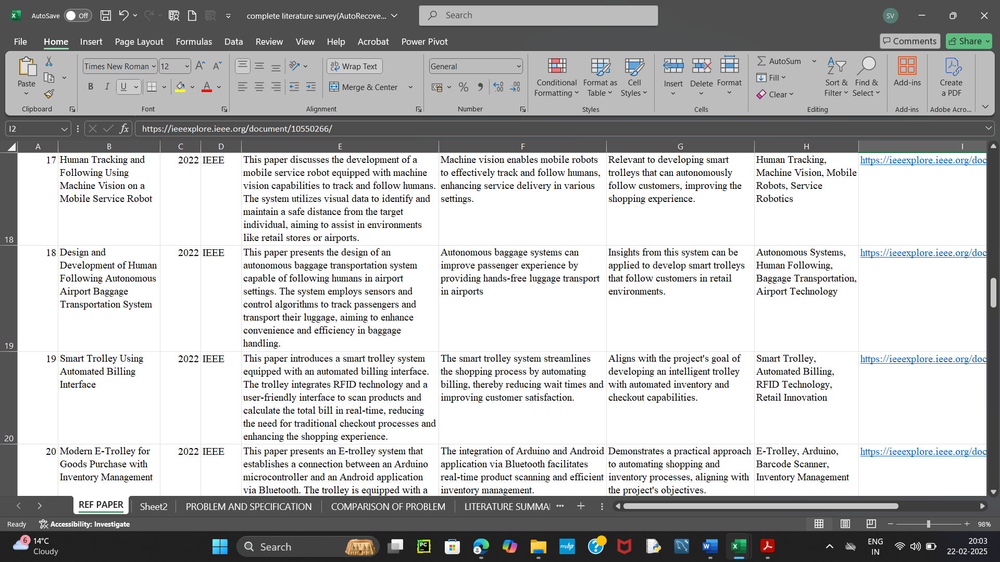 AutoSave Off complete literature survey(AutoRecove... Search SV
File Home Insert Page Layout Formulas Data Review View Help Acrobat Power Pivot Comments Share
Paste
Clipboard
Times New Roman 12
B I U
Font
Wrap Text
Merge & Center
Alignment
General
Number
Conditional
Formatting
Format as
Table
Cell
Styles
Styles
Insert
Delete
Format
Cells
AutoSum
Fill
Clear
Sort &
Filter
Find &
Select
Editing
Add-ins
Add-ins
Create
a PDF
Adobe Acro...
I2 fx https://ieeexplore.ieee.org/document/10550266/
A B C D E F G H I
18
17
Human Tracking and
Following Using
Machine Vision on a
Mobile Service Robot
2022
IEEE
This paper discusses the development of a
mobile service robot equipped with machine
vision capabilities to track and follow humans.
The system utilizes visual data to identify and
maintain a safe distance from the target
individual, aiming to assist in environments
like retail stores or airports.
Machine vision enables mobile robots
to effectively track and follow humans,
enhancing service delivery in various
settings.
Relevant to developing smart
trolleys that can autonomously
follow customers, improving the
shopping experience.
Human Tracking,
Machine Vision, Mobile
Robots, Service
Robotics
https://ieeexplore.ieee.org/doc
19
18
Design and
Development of Human
Following Autonomous
Airport Baggage
Transportation System
2022
IEEE
This paper presents the design of an
autonomous baggage transportation system
capable of following humans in airport
settings. The system employs sensors and
control algorithms to track passengers and
transport their luggage, aiming to enhance
convenience and efficiency in baggage
handling.
Autonomous baggage systems can
improve passenger experience by
providing hands-free luggage transport
in airports
Insights from this system can be
applied to develop smart trolleys
that follow customers in retail
environments.
Autonomous Systems,
Human Following,
Baggage Transportation,
Airport Technology
https://ieeexplore.ieee.org/doc
20
19
Smart Trolley Using
Automated Billing
Interface
2022
IEEE
This paper introduces a smart trolley system
equipped with an automated billing interface.
The trolley integrates RFID technology and a
user-friendly interface to scan products and
calculate the total bill in real-time, reducing
the need for traditional checkout processes and
enhancing the shopping experience.
The smart trolley system streamlines
the shopping process by automating
billing, thereby reducing wait times and
improving customer satisfaction.
Aligns with the project's goal of
developing an intelligent trolley
with automated inventory and
checkout capabilities.
Smart Trolley,
Automated Billing,
RFID Technology,
Retail Innovation
https://ieeexplore.ieee.org/doc
20
Modern E-Trolley for
Goods Purchase with
Inventory Management
2022
IEEE
This paper presents an E-trolley system that
establishes a connection between an Arduino
microcontroller and an Android application
via Bluetooth. The trolley is equipped with a
The integration of Arduino and Android
application via Bluetooth facilitates
real-time product scanning and efficient
inventory management.
Demonstrates a practical approach
to automating shopping and
inventory processes, aligning with
the project's objectives.
E-Trolley, Arduino,
Barcode Scanner,
Inventory Management
https://ieeexplore.ieee.org/doc
REF PAPER Sheet2 PROBLEM AND SPECIFICATION COMPARISON OF PROBLEM LITERATURE SUMMA
Ready Accessibility: Investigate 98%
6
14°C
Cloudy
Search
PC
myhp
ENG
IN
20:03
22-02-2025